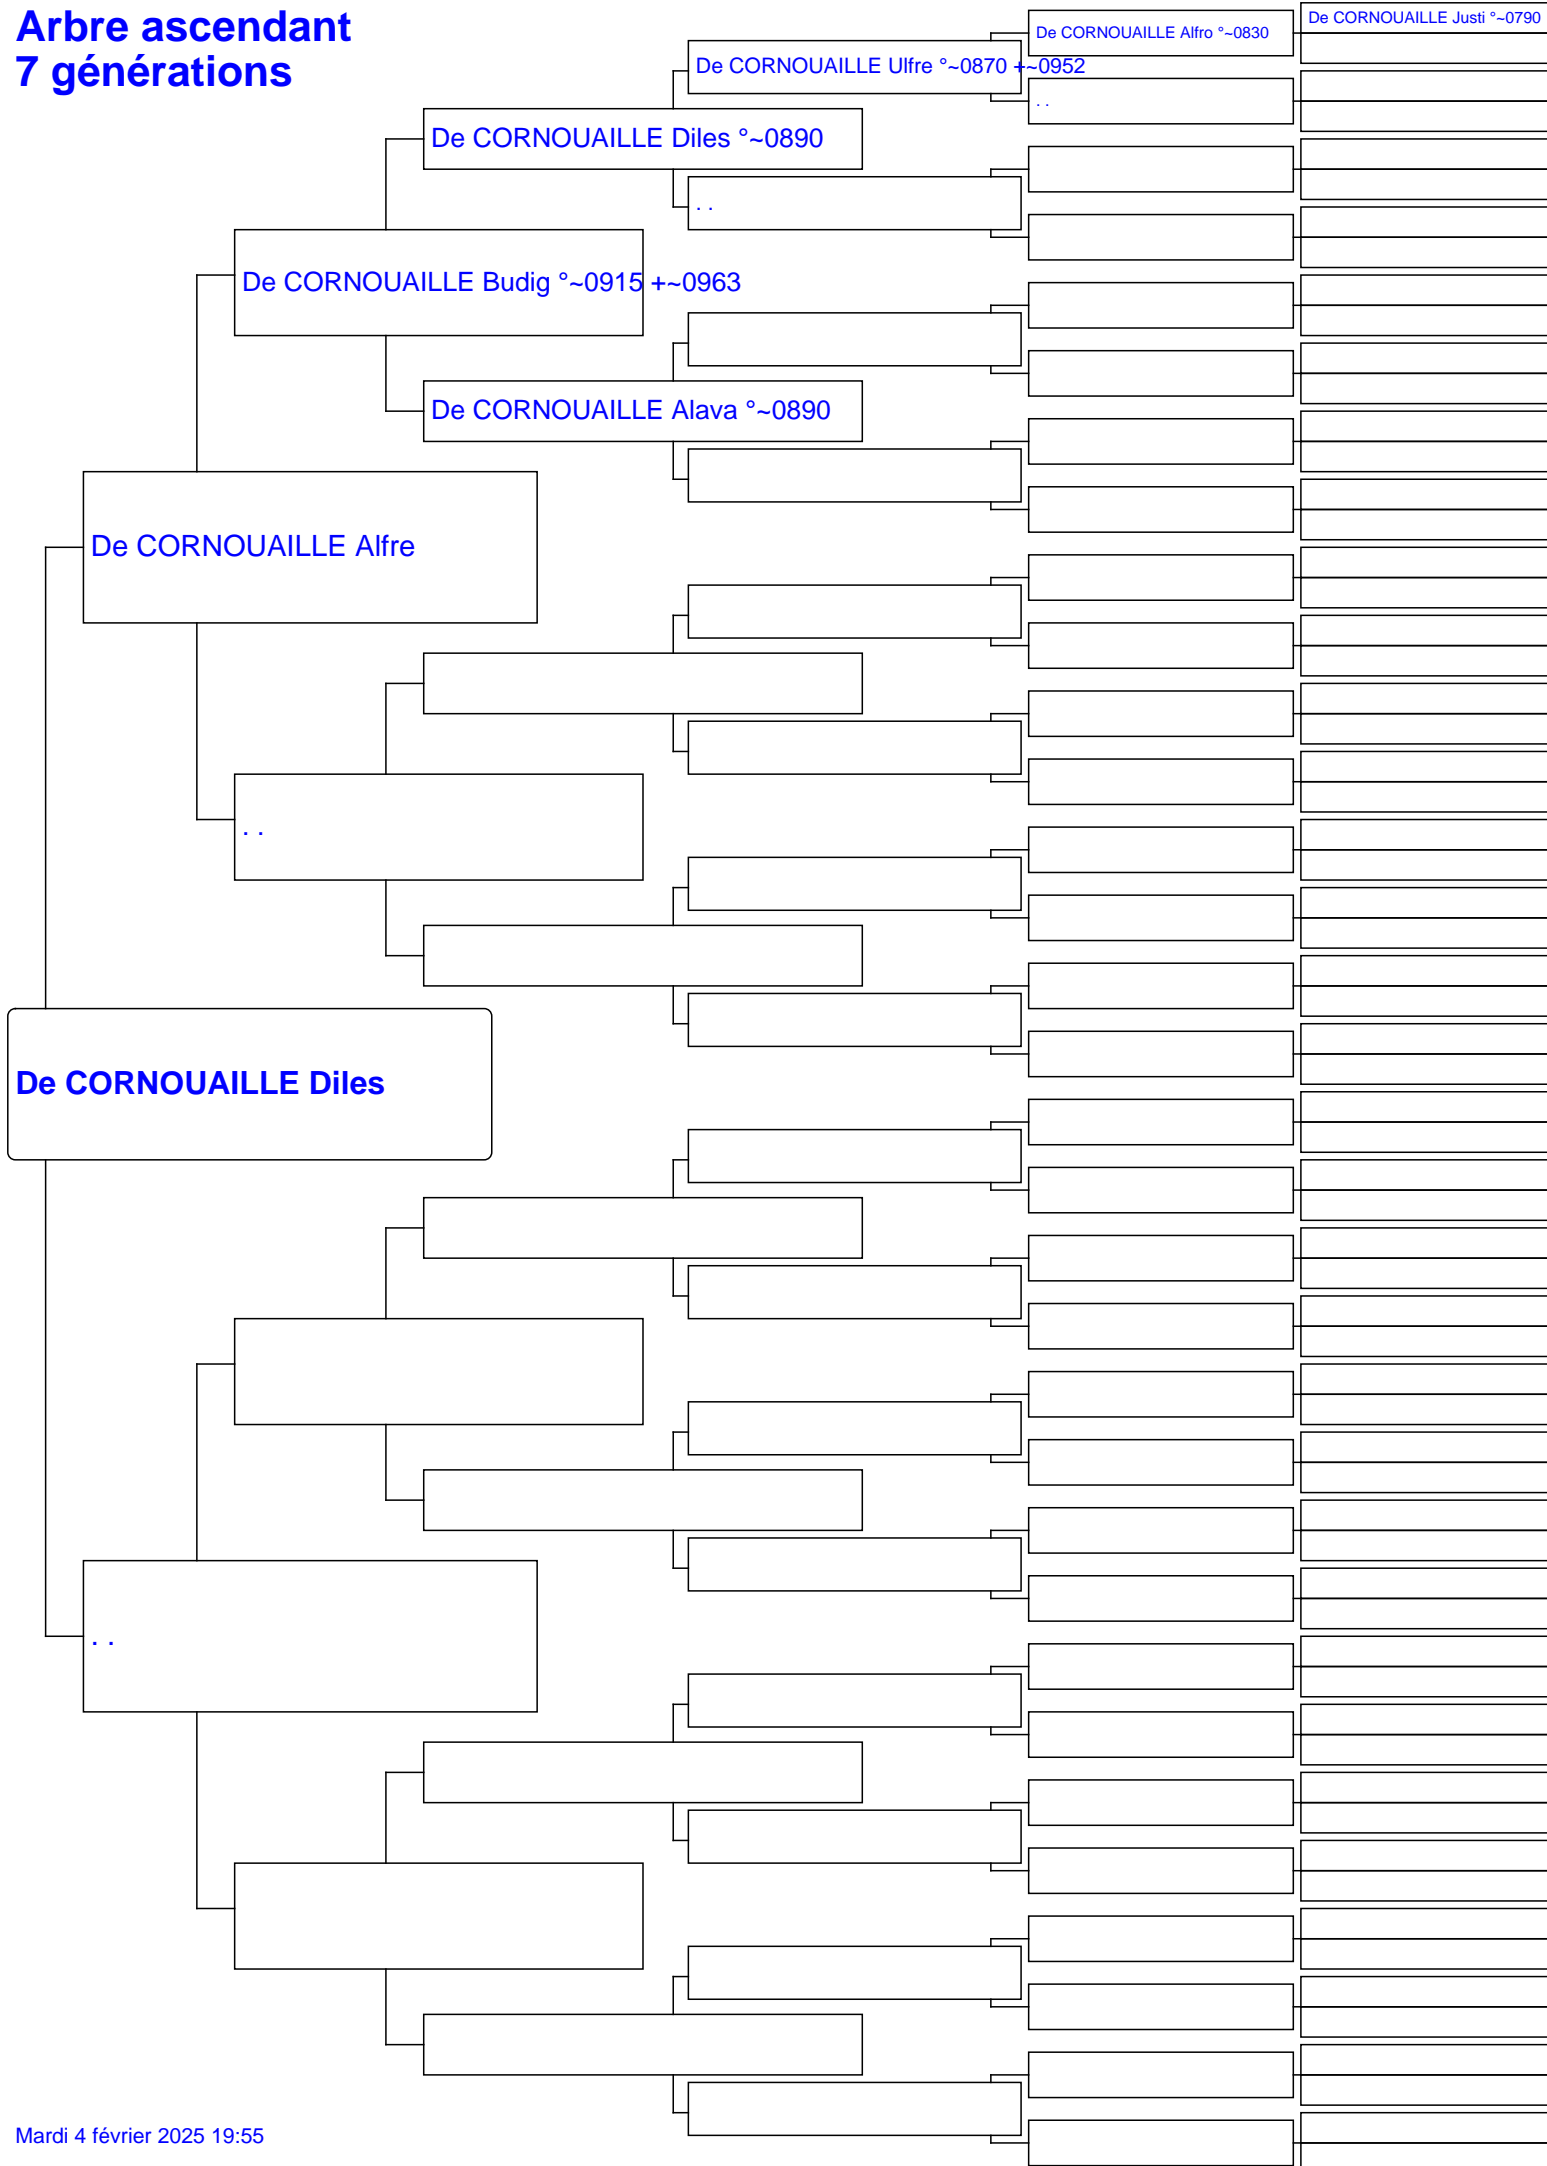 Arbre ascendant
7 générations
De CORNOUAILLE Justi °~0790
De CORNOUAILLE Alfro °~0830
De CORNOUAILLE Ulfre °~0870 +~0952
. .
De CORNOUAILLE Diles °~0890
. .
De CORNOUAILLE Budig °~0915 +~0963
De CORNOUAILLE Alava °~0890
De CORNOUAILLE Alfre
. .
De CORNOUAILLE Diles
. .
Mardi 4 février 2025 19:55